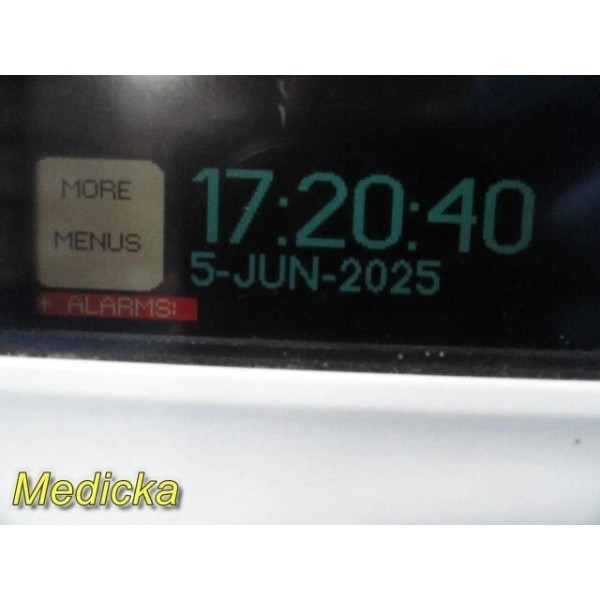 MORE
MENUS
17:20:40
5-JUN-2025
* ALARMS:
Medicka